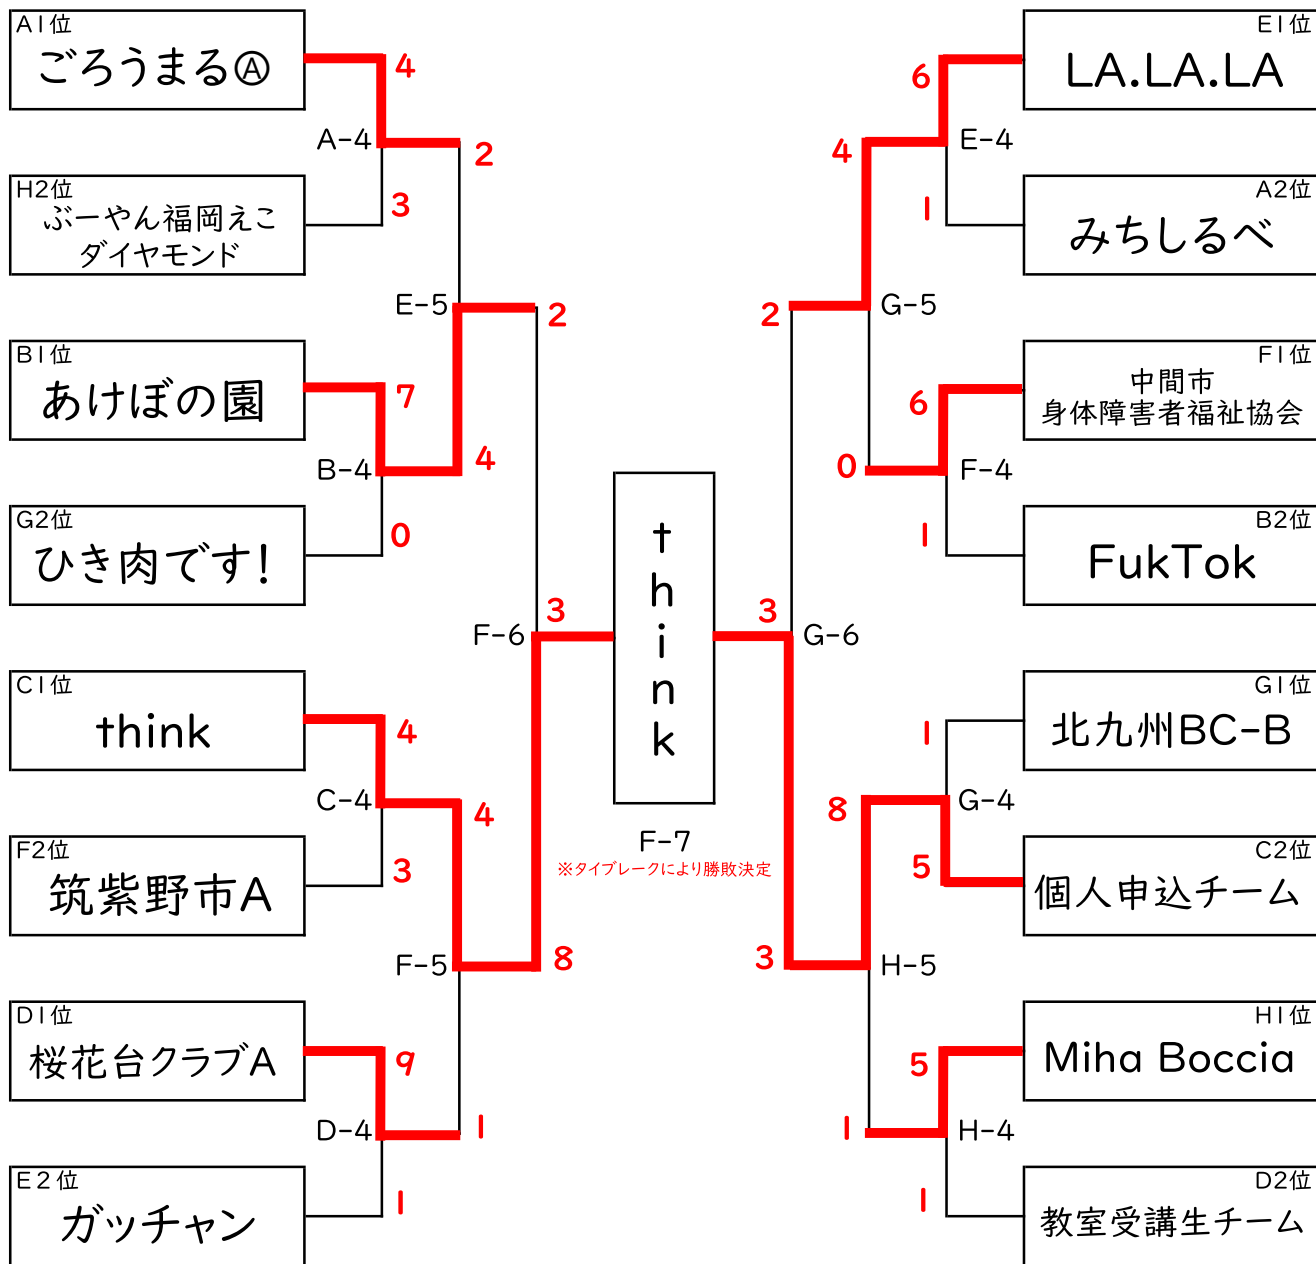 A1位
ごろうまるⒶ
4
A-4
2
H2位
3
ぶーやん福岡えこ
ダイヤモンド
E-5
2
B1位
あけぼの園
7
B-4
4
G2位
0
ひき肉です!
F-6
3
C1位
think
4
C-4
4
F2位
3
筑紫野市A
F-5
8
D1位
桜花台クラブA
9
D-4
1
E2位
1
ガッチャン
think
F-7
※タイブレークにより勝敗決定
E1位
LA.LA.LA
6
E-4
4
A2位
1
みちしるべ
G-5
2
F1位
中間市
身体障害者福祉協会
6
F-4
0
B2位
1
FukTok
3
G-6
G1位
北九州BC-B
1
G-4
8
C2位
5
個人申込チーム
H-5
3
H1位
Miha Boccia
5
H-4
1
D2位
1
教室受講生チーム